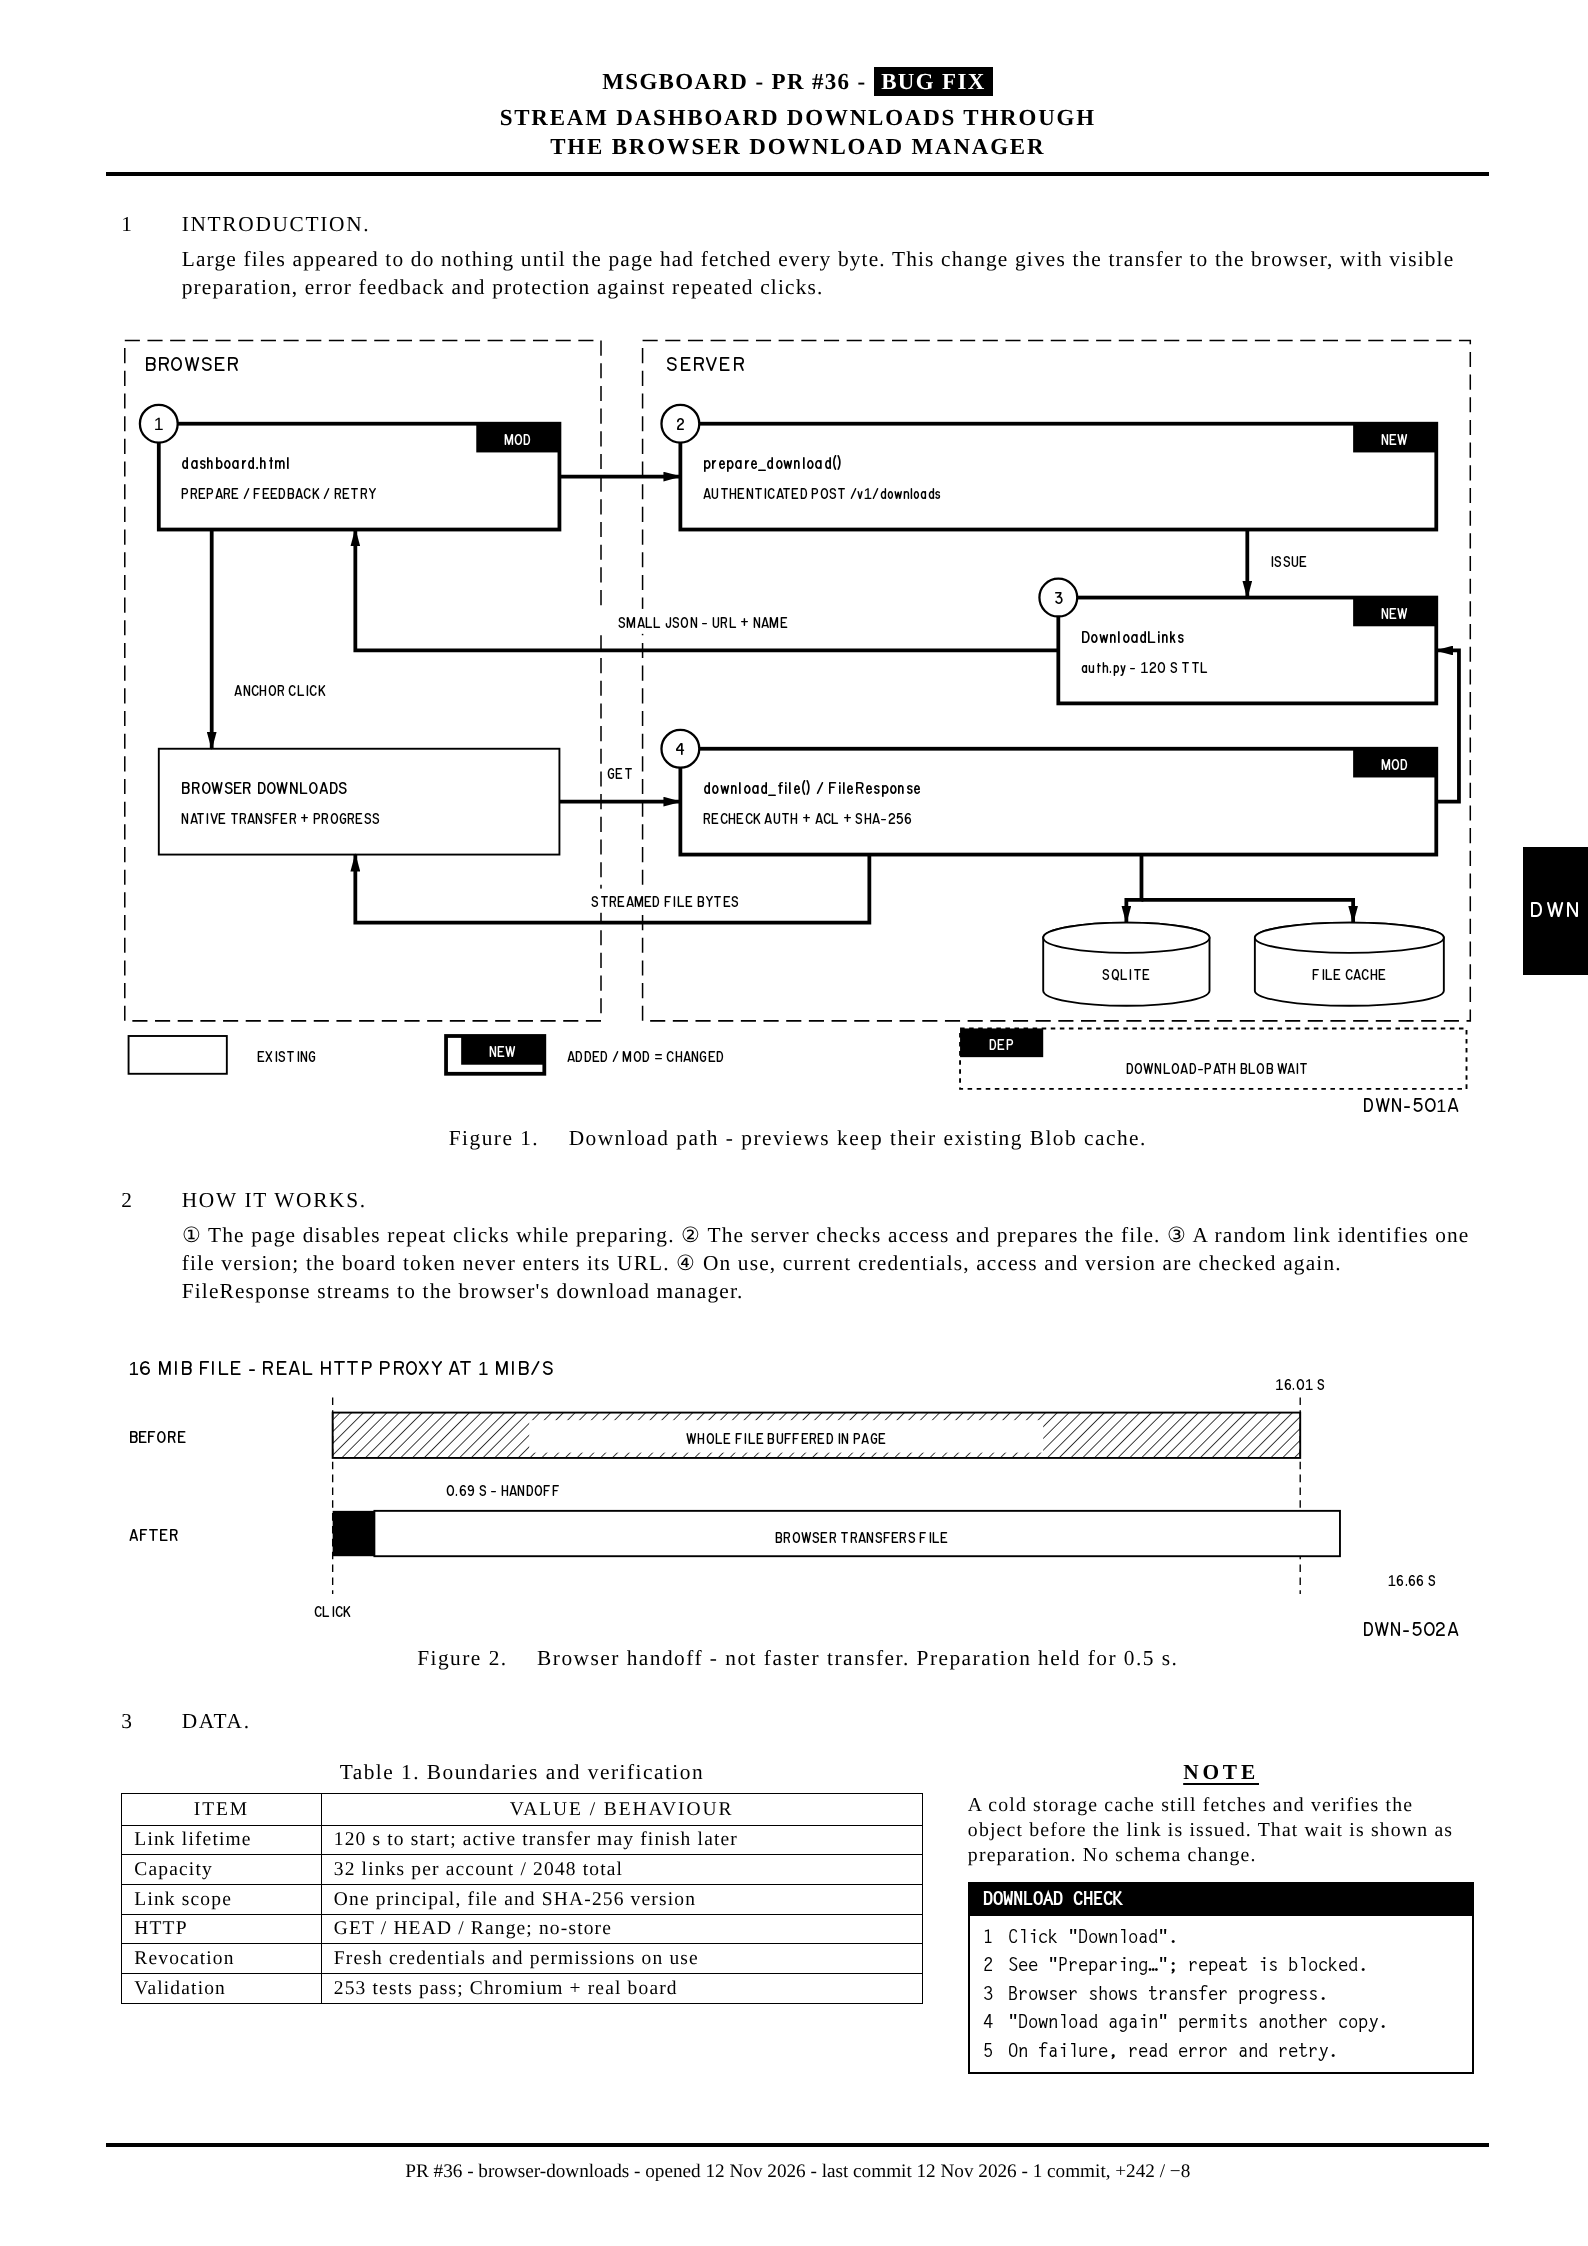 MSGBOARD - PR #36 - BUG FIX
STREAM DASHBOARD DOWNLOADS THROUGH
THE BROWSER DOWNLOAD MANAGER
1 INTRODUCTION.
Large files appeared to do nothing until the page had fetched every byte. This change gives the transfer to the browser, with visible
preparation, error feedback and protection against repeated clicks.
BROWSER
SERVER
1
MOD
dashboard.html
PREPARE / FEEDBACK / RETRY
2
NEW
prepare_download()
AUTHENTICATED POST /v1/downloads
ISSUE
3
NEW
DownloadLinks
auth.py - 120 S TTL
SMALL JSON - URL + NAME
ANCHOR CLICK
BROWSER DOWNLOADS
NATIVE TRANSFER + PROGRESS
GET
4
MOD
download_file() / FileResponse
RECHECK AUTH + ACL + SHA-256
STREAMED FILE BYTES
SQLITE
FILE CACHE
DWN
EXISTING
NEW
ADDED / MOD = CHANGED
DEP
DOWNLOAD-PATH BLOB WAIT
DWN-501A
Figure 1. Download path - previews keep their existing Blob cache.
2 HOW IT WORKS.
① The page disables repeat clicks while preparing. ② The server checks access and prepares the file. ③ A random link identifies one
file version; the board token never enters its URL. ④ On use, current credentials, access and version are checked again.
FileResponse streams to the browser's download manager.
16 MIB FILE - REAL HTTP PROXY AT 1 MIB/S
16.01 S
BEFORE
WHOLE FILE BUFFERED IN PAGE
0.69 S - HANDOFF
AFTER
BROWSER TRANSFERS FILE
16.66 S
CLICK
DWN-502A
Figure 2. Browser handoff - not faster transfer. Preparation held for 0.5 s.
3 DATA.
Table 1. Boundaries and verification
ITEM VALUE / BEHAVIOUR
Link lifetime 120 s to start; active transfer may finish later
Capacity 32 links per account / 2048 total
Link scope One principal, file and SHA-256 version
HTTP GET / HEAD / Range; no-store
Revocation Fresh credentials and permissions on use
Validation 253 tests pass; Chromium + real board
NOTE
A cold storage cache still fetches and verifies the
object before the link is issued. That wait is shown as
preparation. No schema change.
DOWNLOAD CHECK
1 Click "Download".
2 See "Preparing…"; repeat is blocked.
3 Browser shows transfer progress.
4 "Download again" permits another copy.
5 On failure, read error and retry.
PR #36 - browser-downloads - opened 12 Nov 2026 - last commit 12 Nov 2026 - 1 commit, +242 / −8